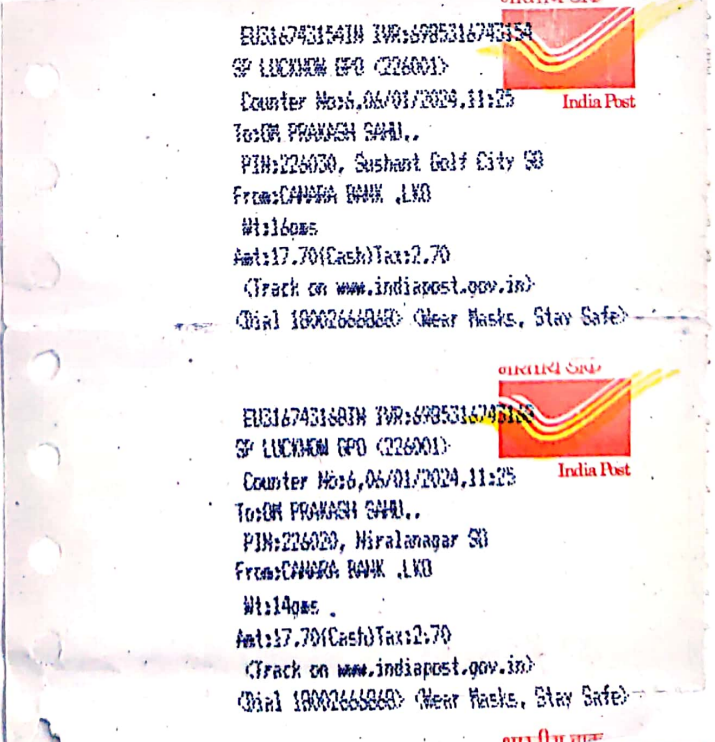 EU316743154IN IVR:6985316743154
SP LUCKNOW GPO <226001>
Counter No:6,06/01/2024,11:25
India Post
To:OM PRAKASH SAHU,.
PIN:226030, Sushant Golf City SO
From:CANARA BANK ,LKO
Wt:16gms
Amt:17.70(Cash)Tax:2.70
<Track on www.indiapost.gov.in>
<Dial 18002666868> <Wear Masks, Stay Safe>
EU316743168IN IVR:6985316743168
SP LUCKNOW GPO <226001>
Counter No:6,06/01/2024,11:25
India Post
To:OM PRAKASH SAHU,.
PIN:226020, Niralanagar SO
From:CANARA BANK ,LKO
Wt:14gms
Amt:17.70(Cash)Tax:2.70
<Track on www.indiapost.gov.in>
<Dial 18002666868> <Wear Masks, Stay Safe>